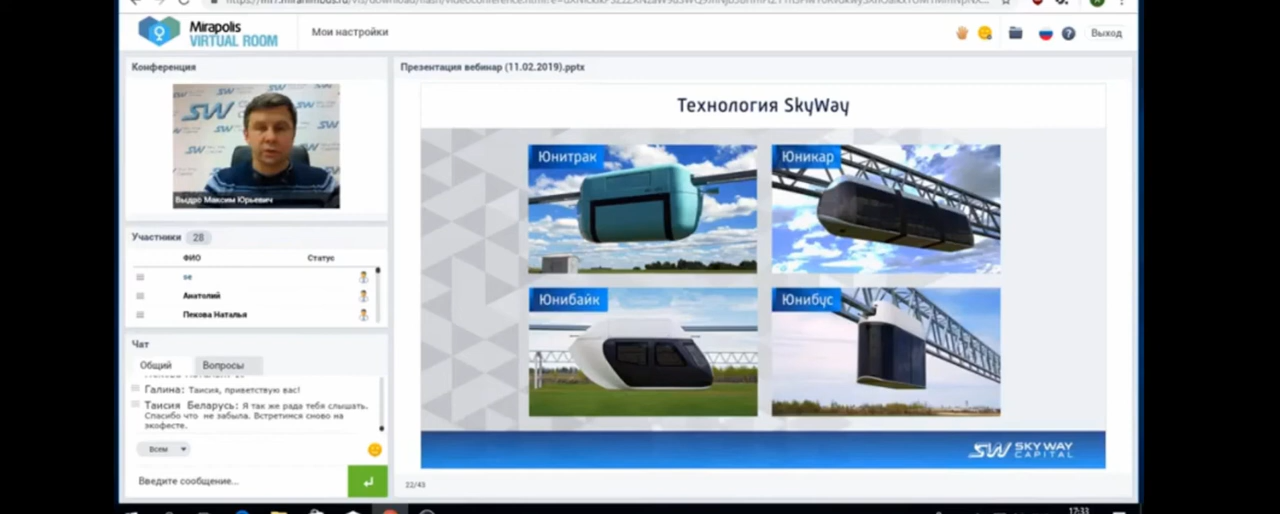 Mirapolis
VIRTUAL ROOM
Мои настройки
Выход
Конференция
SW
Выдро Максим Юрьевич
Участники 28
ФИО Статус
Анатолий
Пекова Наталья
Чат
Общий Вопросы
Галина: Таисия, приветствую вас!
Таисия Беларусь: Я так же рада тебя слышать.
Спасибо что не забыла. Встретимся сново на
экофесте.
Всем
Введите сообщение...
Презентация вебинар (11.02.2019).pptx
Технология SkyWay
Юнитрак
Юникар
Юнибайк
Юнибус
SW SKY WAY
CAPITAL
22/43
17:33